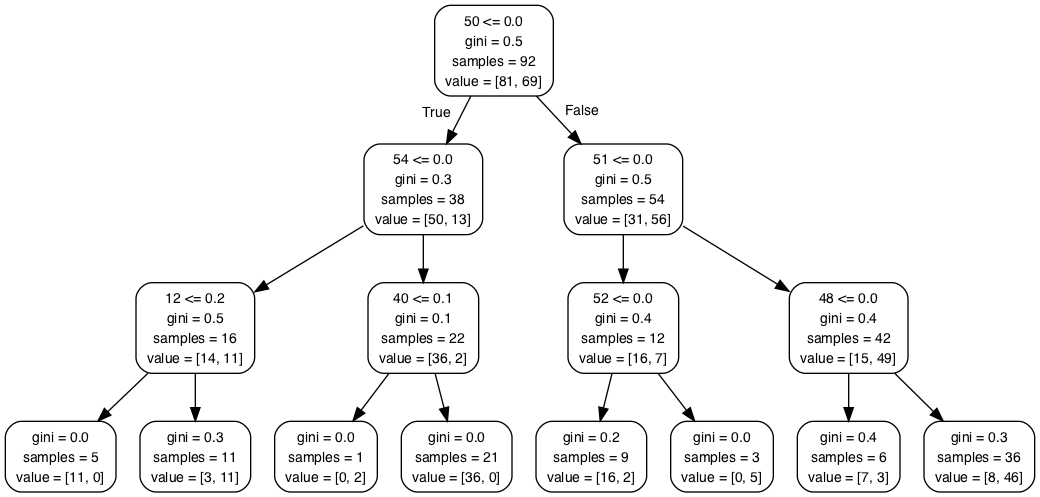 50 <= 0.0
gini = 0.5
samples = 92
value = [81, 69]
True
False
54 <= 0.0
gini = 0.3
samples = 38
value = [50, 13]
51 <= 0.0
gini = 0.5
samples = 54
value = [31, 56]
12 <= 0.2
gini = 0.5
samples = 16
value = [14, 11]
40 <= 0.1
gini = 0.1
samples = 22
value = [36, 2]
52 <= 0.0
gini = 0.4
samples = 12
value = [16, 7]
48 <= 0.0
gini = 0.4
samples = 42
value = [15, 49]
gini = 0.0
samples = 5
value = [11, 0]
gini = 0.3
samples = 11
value = [3, 11]
gini = 0.0
samples = 1
value = [0, 2]
gini = 0.0
samples = 21
value = [36, 0]
gini = 0.2
samples = 9
value = [16, 2]
gini = 0.0
samples = 3
value = [0, 5]
gini = 0.4
samples = 6
value = [7, 3]
gini = 0.3
samples = 36
value = [8, 46]